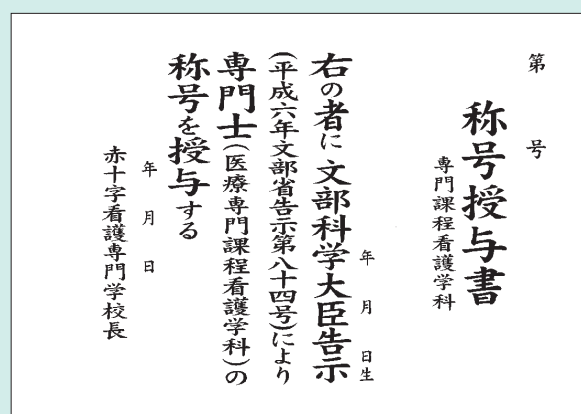 第　号
称号授与書
専門課程看護学科
年　月　日生
右の者に文部科学大臣告示
(平成六年文部省告示第八十四号)により
専門士(医療専門課程看護学科)の
称号を授与する
年　月　日
赤十字看護専門学校長